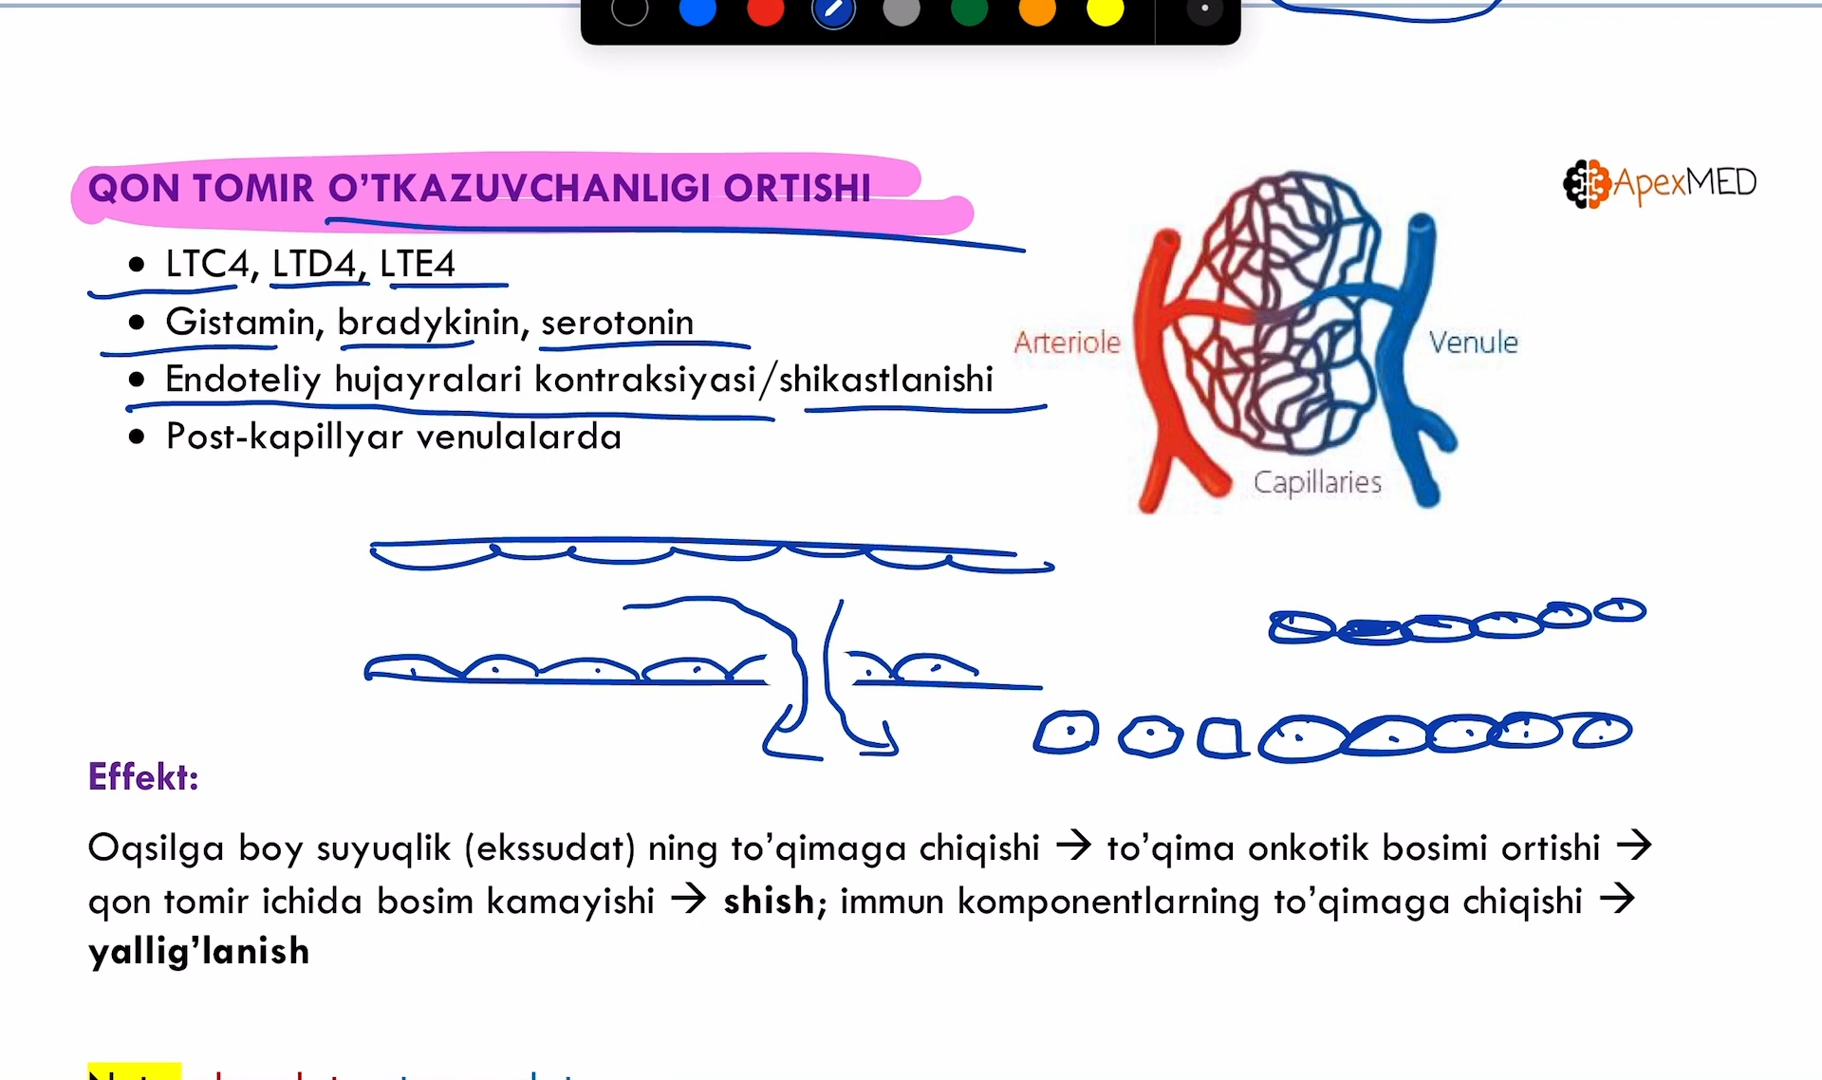 ApexMED
QON TOMIR O’TKAZUVCHANLIGI ORTISHI
• LTC4, LTD4, LTE4
• Gistamin, bradykinin, serotonin
• Endoteliy hujayralari kontraksiyasi/shikastlanishi
• Post-kapillyar venulalarda
Arteriole
Venule
Capillaries
Effekt:
Oqsilga boy suyuqlik (ekssudat) ning to’qimaga chiqishi → to’qima onkotik bosimi ortishi →
qon tomir ichida bosim kamayishi → shish; immun komponentlarning to’qimaga chiqishi →
yallig’lanish